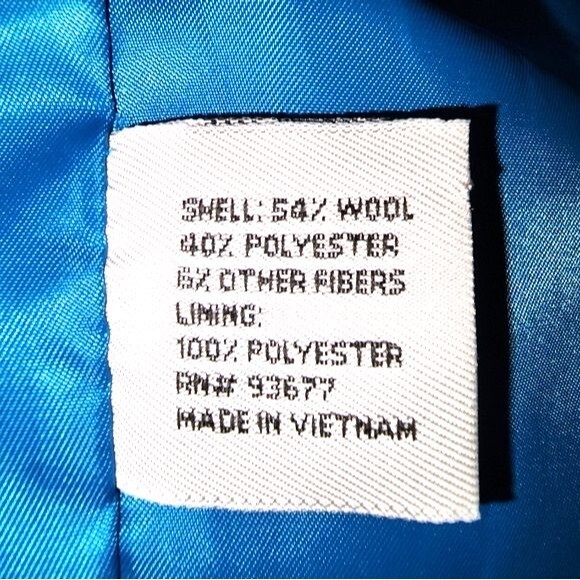 SHELL: 54% WOOL
40% POLYESTER
6% OTHER FIBERS
LINING:
100% POLYESTER
RN# 93677
MADE IN VIETNAM